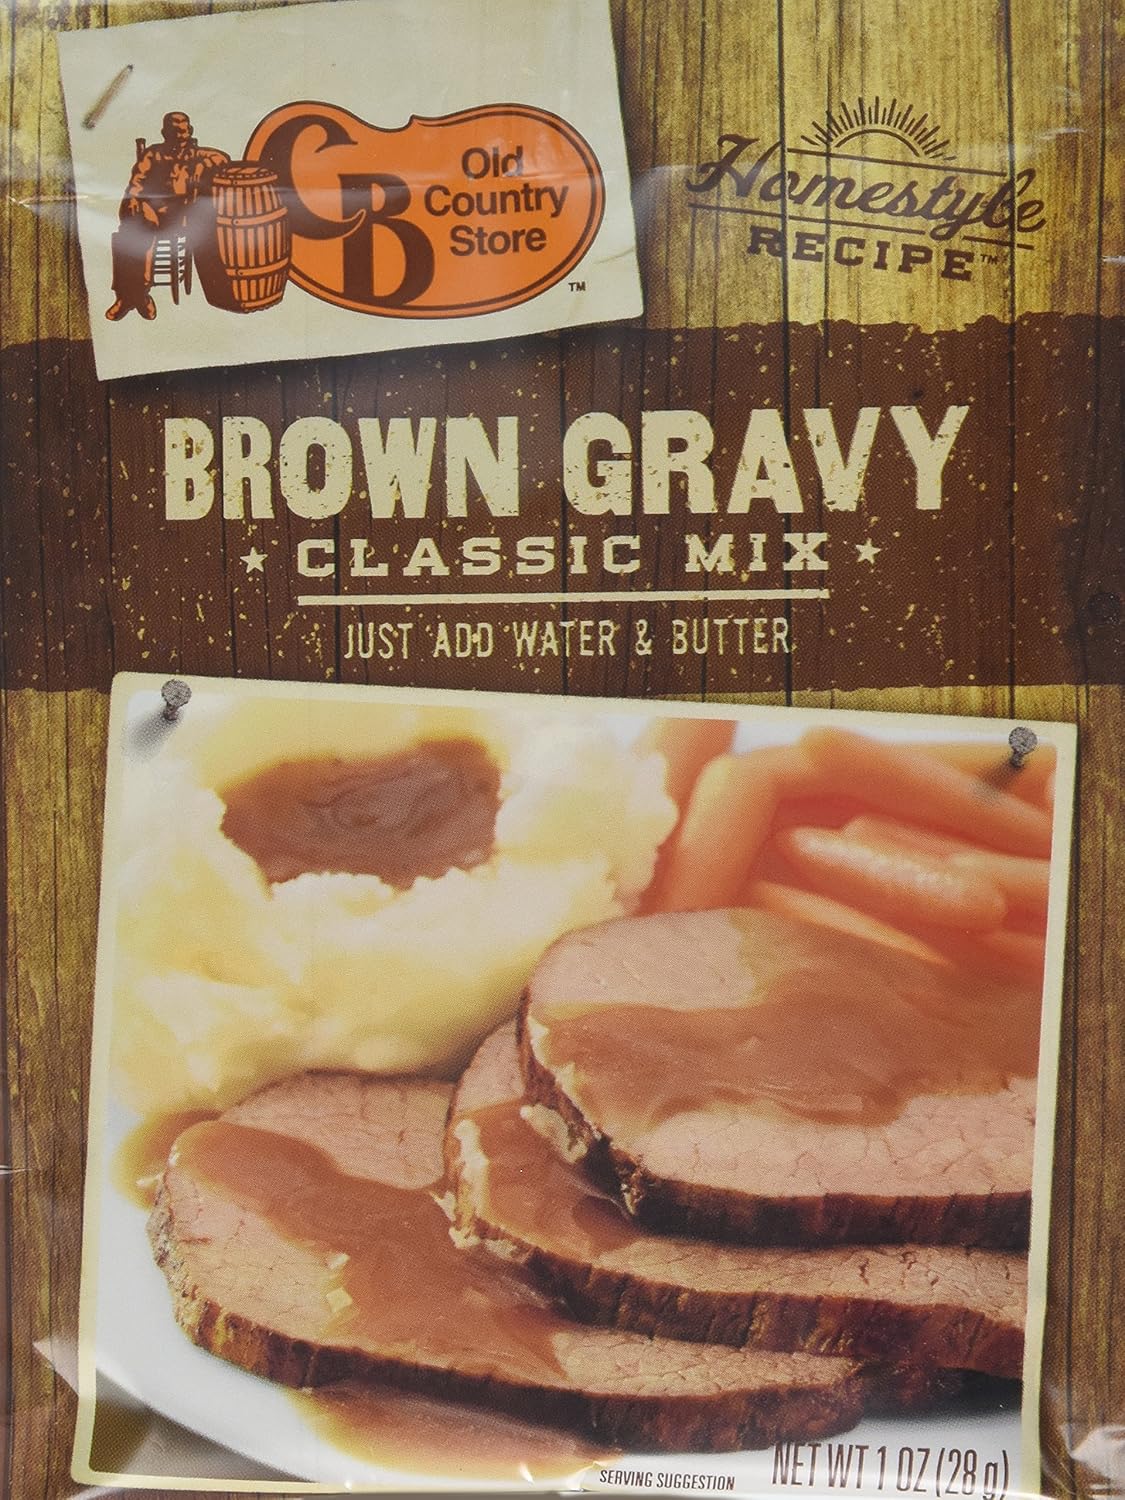 CB
Old
Country
Store
TM
Homestyle
RECIPE™
BROWN GRAVY
★ CLASSIC MIX ★
JUST ADD WATER & BUTTER
SERVING SUGGESTION
NET WT 1 OZ (28 g)